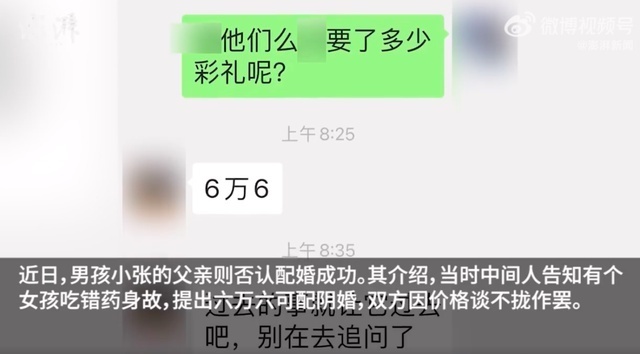 微博视频号
他们么 要了多少
彩礼呢?
上午8:25
6万6
上午8:35
近日，男孩小张的父亲则否认配婚成功。其介绍，当时中间人告知有个
女孩吃错药身故，提出六万六可配阴婚，双方因价格谈不拢作罢。
过去的事就让它过去
吧，别在去追问了